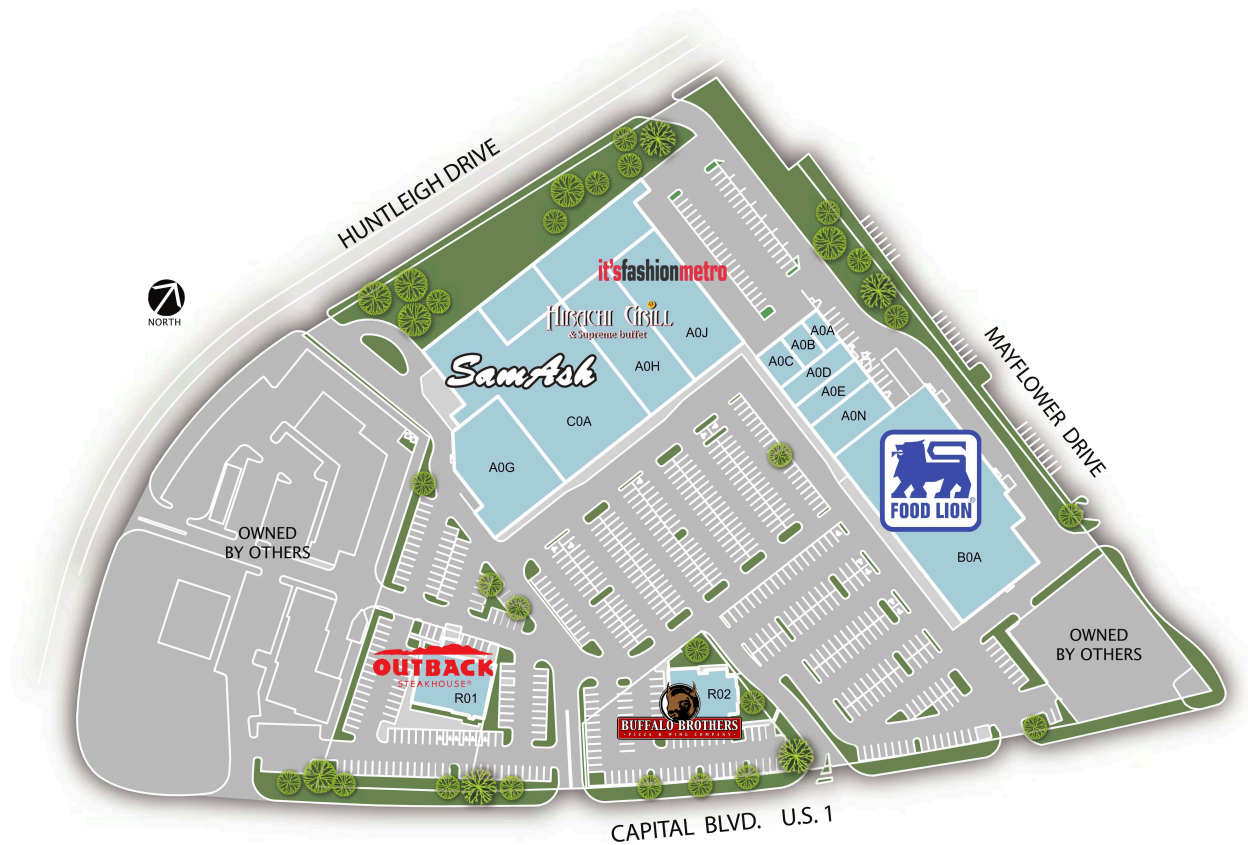 HUNTLEIGH DRIVE
NORTH
it'sfashionmetro
HIBACHI GRILL
& Supreme buffet
A0J
A0H
SamAsh
C0A
A0G
A0A
A0B
A0C
A0D
A0E
A0N
MAYFLOWER DRIVE
FOOD LION®
B0A
OWNED
BY OTHERS
OWNED
BY OTHERS
OUTBACK
STEAKHOUSE®
R01
R02
BUFFALO BROTHERS
• PIZZA & WING COMPANY •
CAPITAL BLVD. U.S. 1